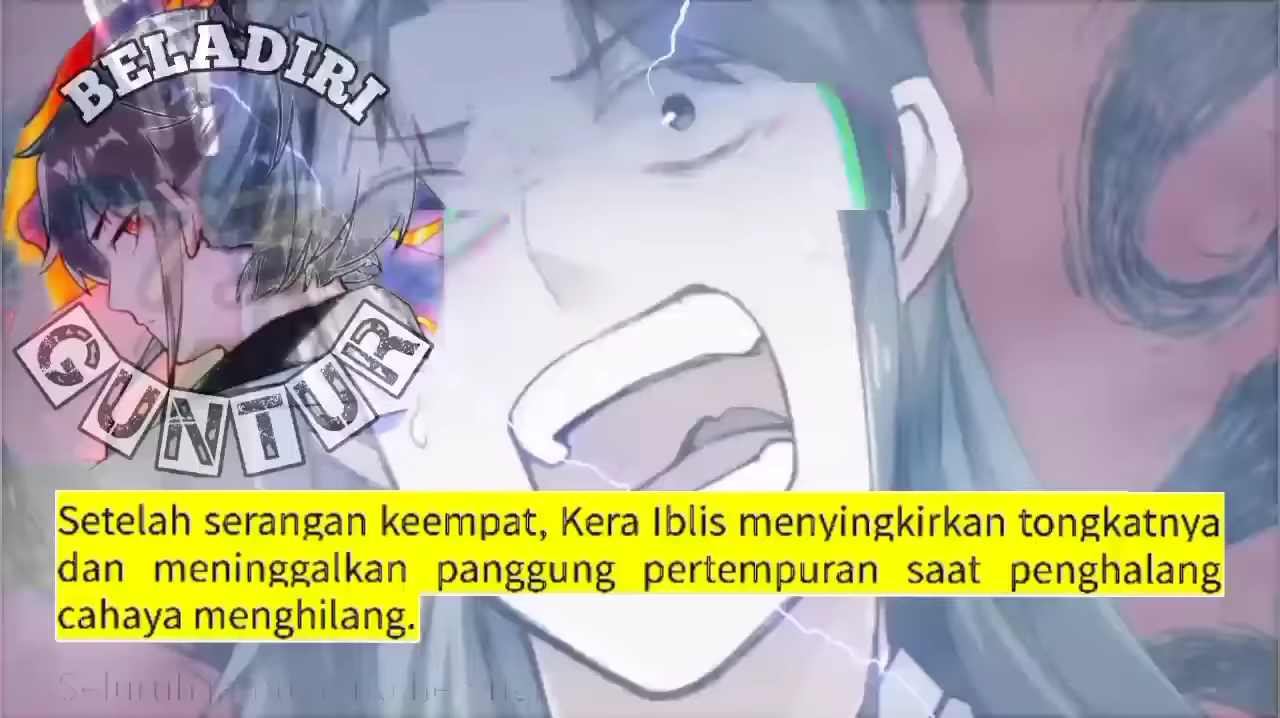 BELADIRI
GUNTUR
Setelah serangan keempat, Kera Iblis menyingkirkan tongkatnya
dan meninggalkan panggung pertempuran saat penghalang
cahaya menghilang.